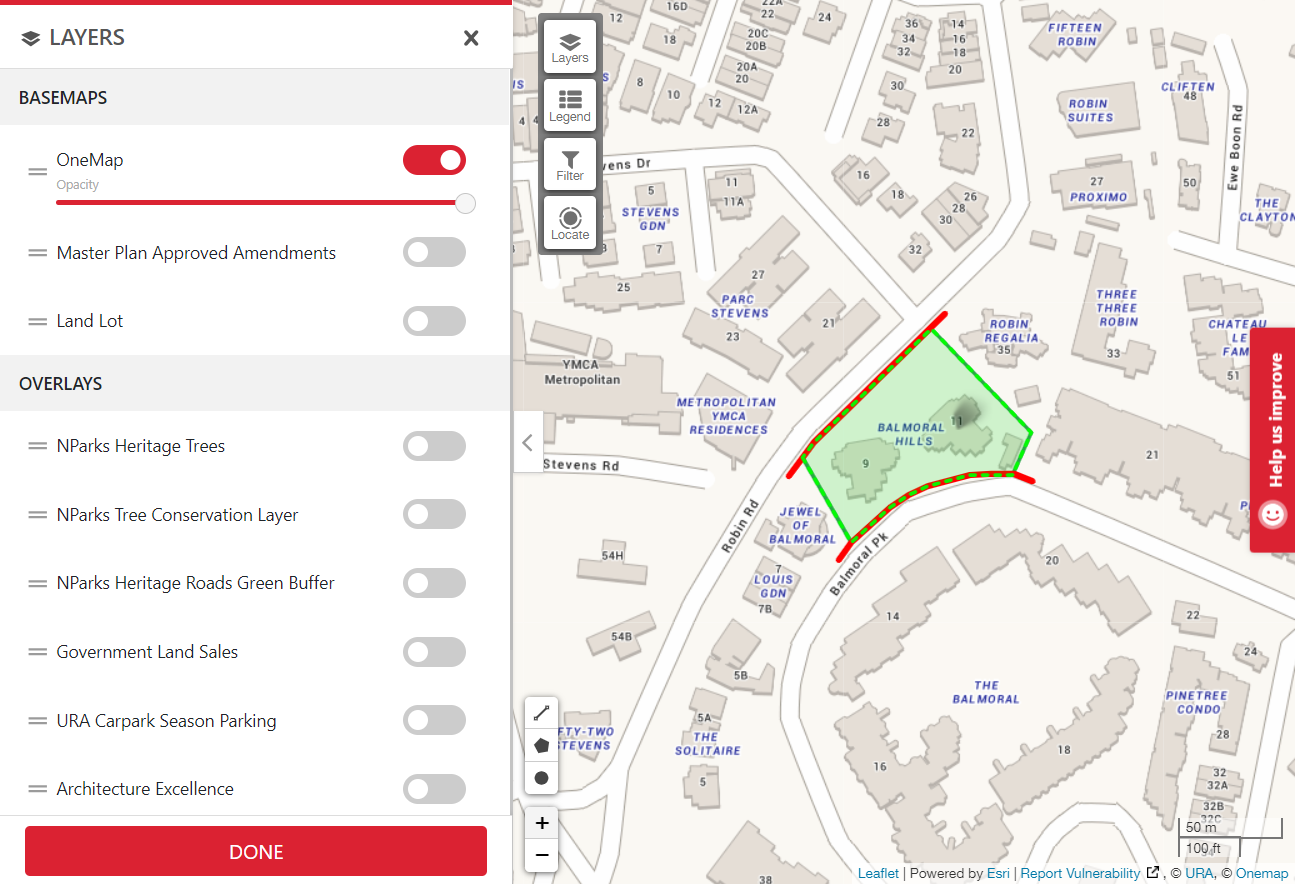 LAYERS
BASEMAPS
OneMap
Opacity
Master Plan Approved Amendments
Land Lot
OVERLAYS
NParks Heritage Trees
NParks Tree Conservation Layer
NParks Heritage Roads Green Buffer
Government Land Sales
URA Carpark Season Parking
Architecture Excellence
DONE
Layers
Legend
Filter
Locate
12
16D
18
22A
22
24
20C
20B
20A
20
8
10
12
12A
4
4
36
34
32
14
16
18
20
30
28
22
FIFTEEN
ROBIN
CLIFTEN
48
ROBIN
SUITES
Ewe Boon Rd
27
PROXIMO
50
THE
CLAYTON
vens Dr
5
STEVENS
GDN
7
3
11
11A
16
18
26
28
30
32
25
27
PARC
STEVENS
23
21
THREE
THREE
ROBIN
33
ROBIN
REGALIA
35
CHATEAU
LE
FAM
51
YMCA
Metropolitan
METROPOLITAN
YMCA
RESIDENCES
BALMORAL
HILLS
11
9
21
Stevens Rd
Robin Rd
JEWEL
OF
BALMORAL
Balmoral Pk
54H
7
LOUIS
GDN
7B
54B
5B
5A
THE
SOLITAIRE
5
FTY-TWO
STEVENS
14
20
22
24
THE
BALMORAL
PINETREE
CONDO
28
16
18
32
32A
32B
32C
34
38
Help us improve
+
−
50 m
100 ft
Leaflet | Powered by Esri | Report Vulnerability , © URA, © Onemap